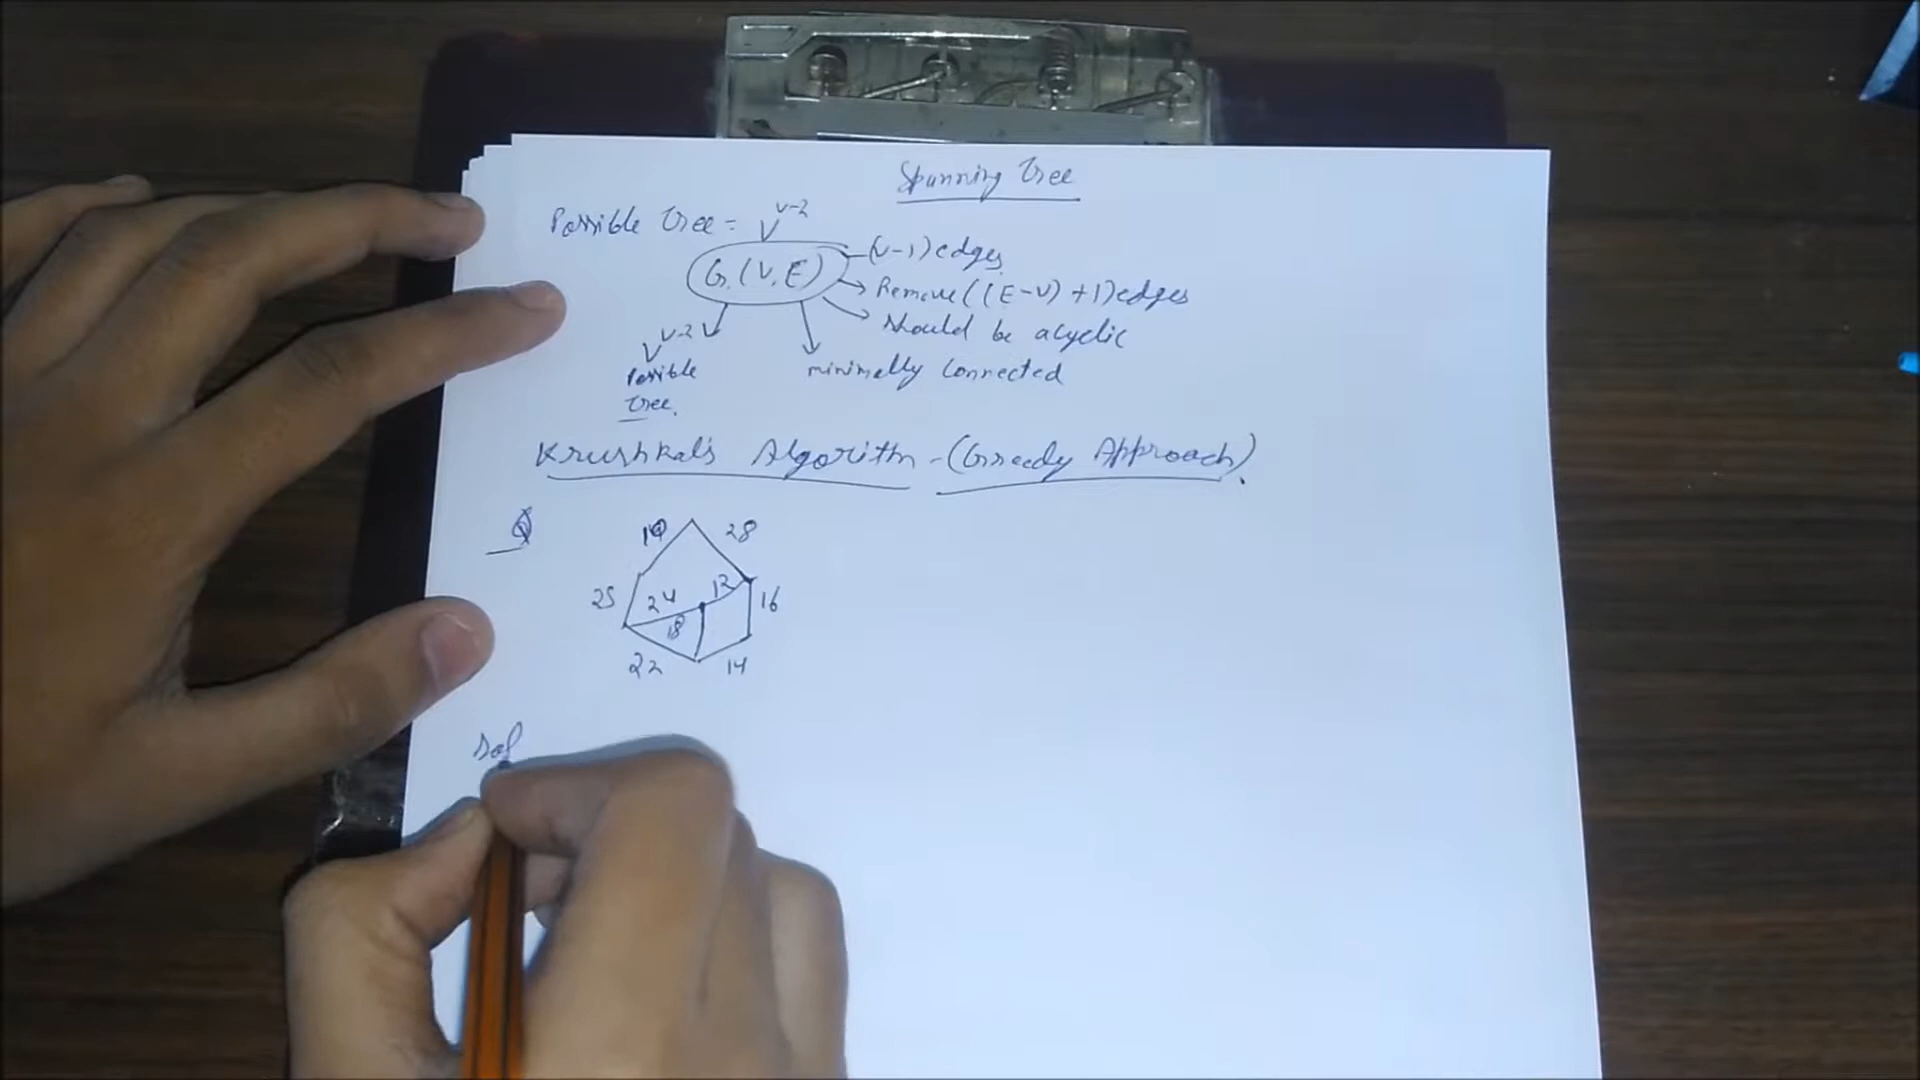 Spanning Tree
Possible Tree = V^v-2
G(V, E)
(v-1) edges
Remove ((E-V) + 1) edges
should be acyclic
V^v-2
minimally connected
Possible
Tree.
Krushkal's Algorithm - (Greedy Approach)
Q
28
25
24
12
16
18
22
14
Sol